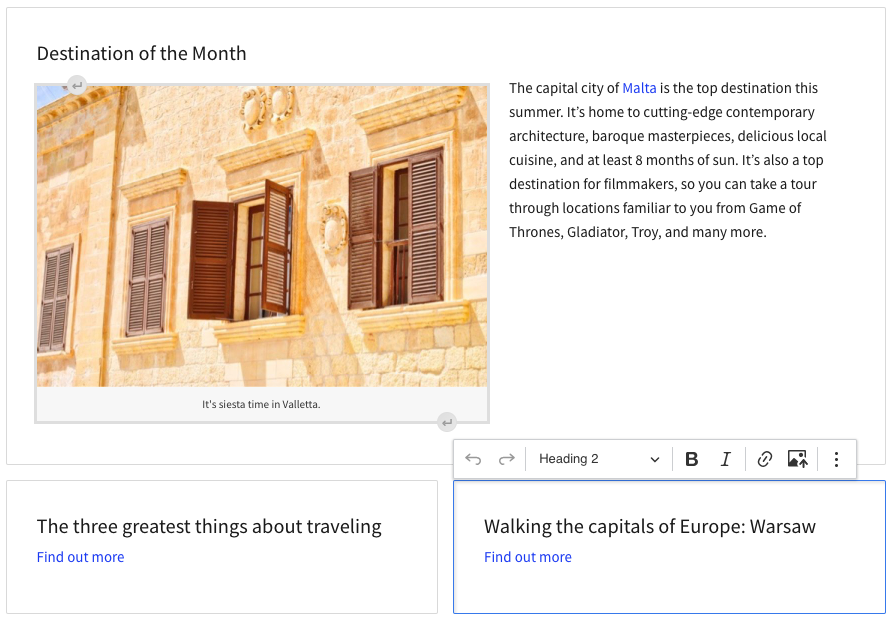 Destination of the Month
The capital city of Malta is the top destination this
summer. It’s home to cutting-edge contemporary
architecture, baroque masterpieces, delicious local
cuisine, and at least 8 months of sun. It’s also a top
destination for filmmakers, so you can take a tour
through locations familiar to you from Game of
Thrones, Gladiator, Troy, and many more.
It's siesta time in Valletta.
Heading 2 B I
The three greatest things about traveling
Find out more
Walking the capitals of Europe: Warsaw
Find out more